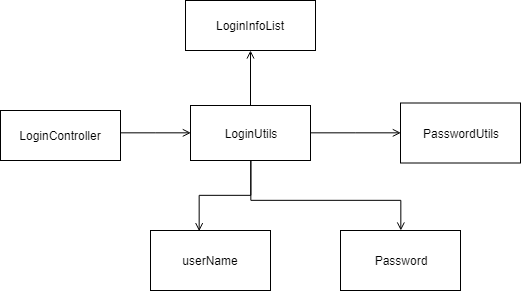 LoginInfoList
LoginController
LoginUtils
PasswordUtils
userName
Password